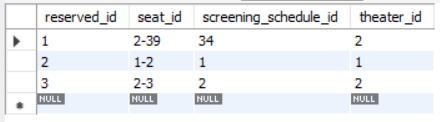 reserved_id seat_id screening_schedule_id theater_id
1 2-39 34 2
2 1-2 1 1
3 2-3 2 2
NULL NULL NULL NULL